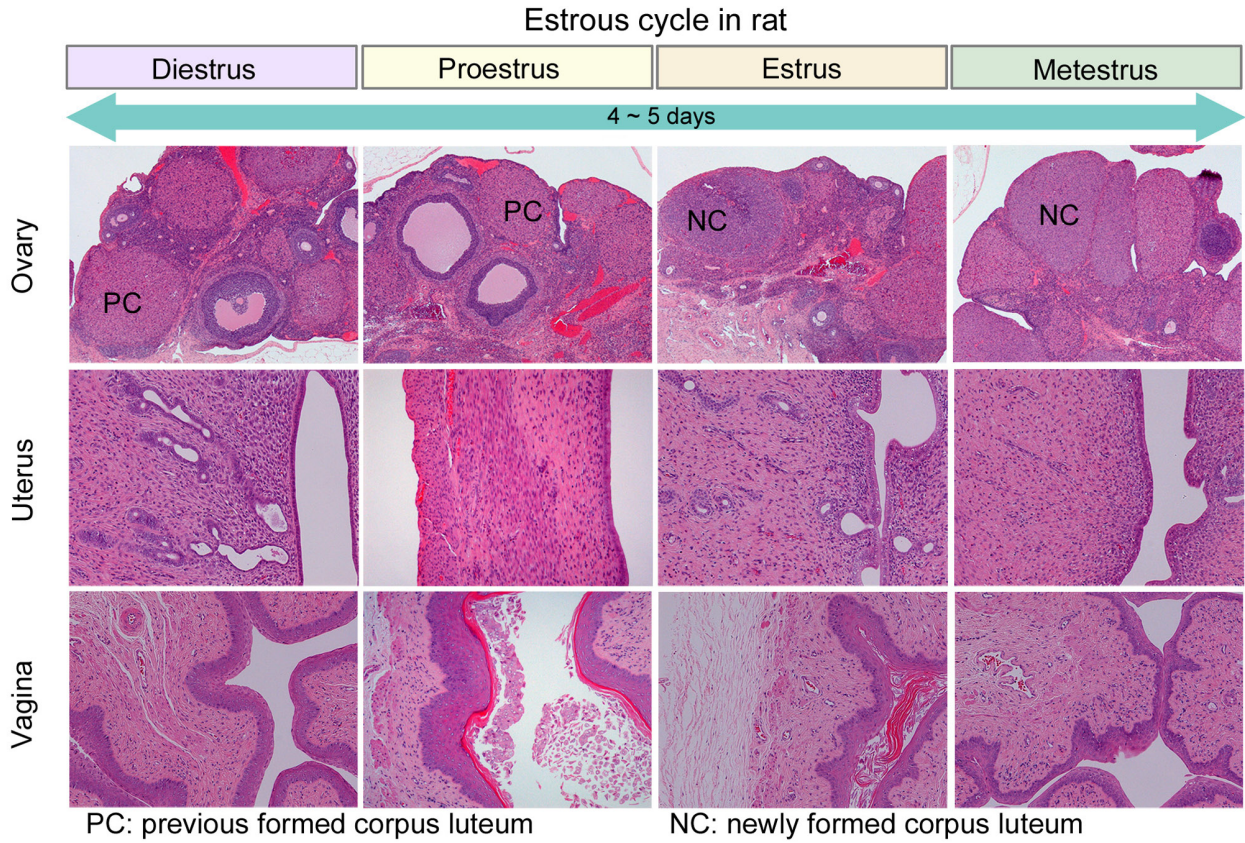 Estrous cycle in rat
Diestrus
Proestrus
Estrus
Metestrus
4 ~ 5 days
Ovary
PC
PC
NC
NC
Uterus
Vagina
PC: previous formed corpus luteum
NC: newly formed corpus luteum